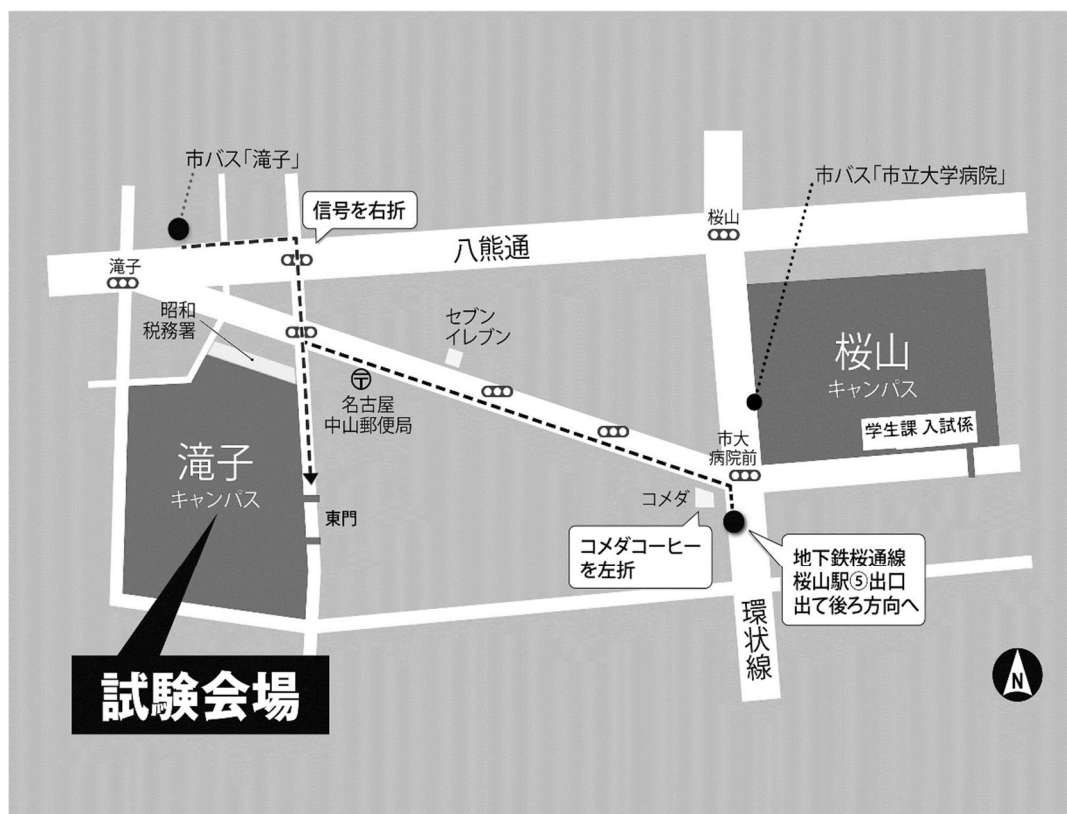 市バス「滝子」
信号を右折
桜山
市バス「市立大学病院」
八熊通
滝子
昭和
税務署
セブン
イレブン
〒
名古屋
中山郵便局
桜山
キャンパス
学生課 入試係
市大
病院前
滝子
キャンパス
コメダ
東門
コメダコーヒー
を左折
地下鉄桜通線
桜山駅⑤出口
出て後ろ方向へ
環状線
試験会場
N